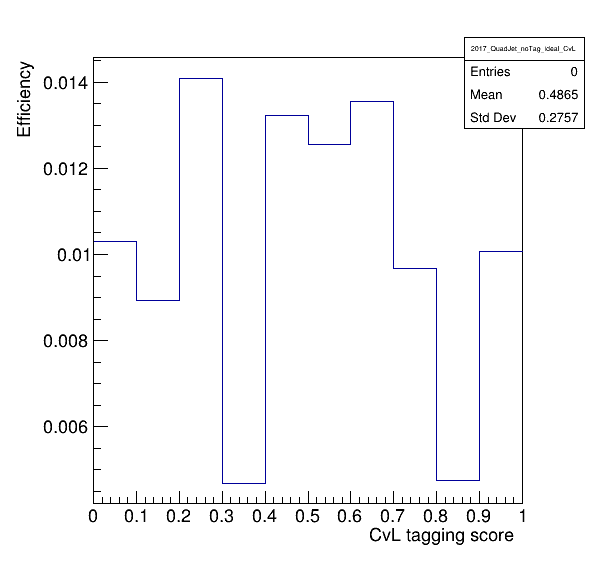 2017_QuadJet_noTag_ideal_CvL
Entries 0
Mean 0.4865
Std Dev 0.2757
Efficiency
0.014
0.012
0.01
0.008
0.006
0 0.1 0.2 0.3 0.4 0.5 0.6 0.7 0.8 0.9 1
CvL tagging score